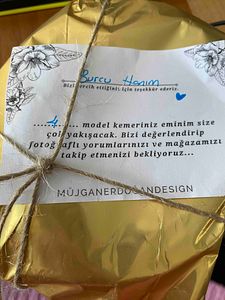 Burcu Hanım
Bizi tercih ettiğiniz için teşekkür ederiz.
....4........ model kemeriniz eminim size
çok yakışacak. Bizi değerlendirip
fotoğraflı yorumlarınızı ve mağazamızı
takip etmenizi bekliyoruz...
MÜJGANERDOGANDESIGN